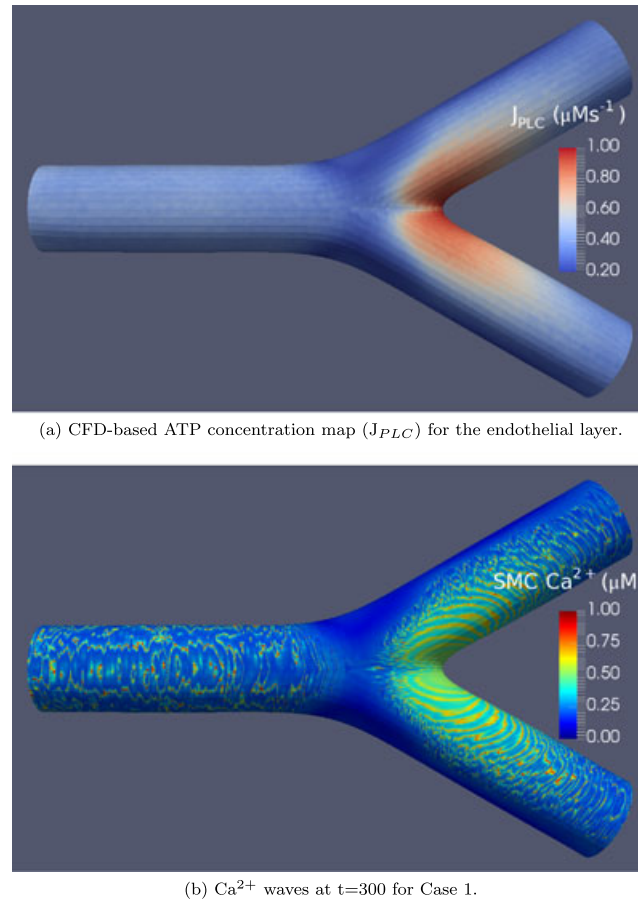 J_PLC (μMs⁻¹)
1.00
0.80
0.60
0.40
0.20
(a) CFD-based ATP concentration map (J_PLC) for the endothelial layer.
SMC Ca²⁺ (μM
1.00
0.75
0.50
0.25
0.00
(b) Ca²⁺ waves at t=300 for Case 1.